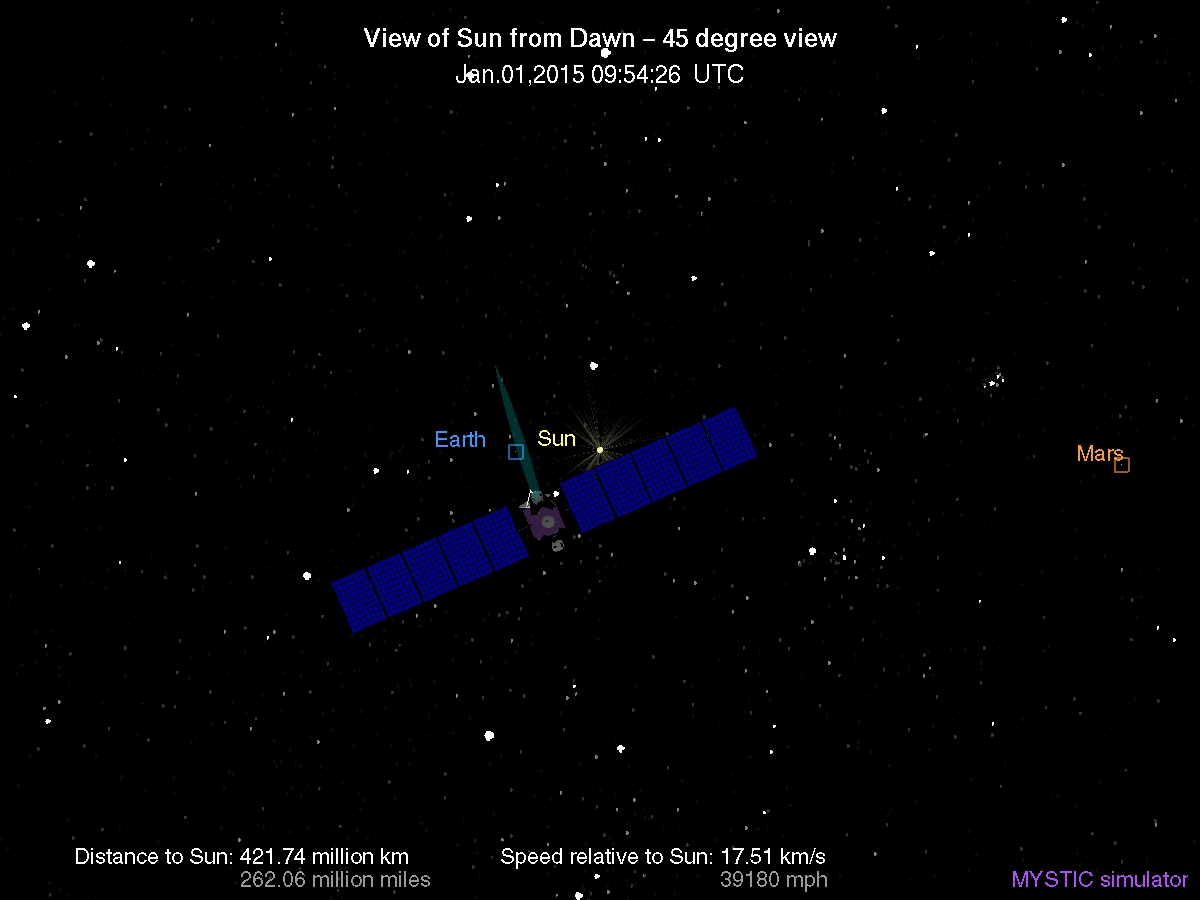 View of Sun from Dawn – 45 degree view
Jan.01,2015 09:54:26 UTC
Earth
Sun
Mars
Distance to Sun: 421.74 million km
262.06 million miles
Speed relative to Sun: 17.51 km/s
39180 mph
MYSTIC simulator